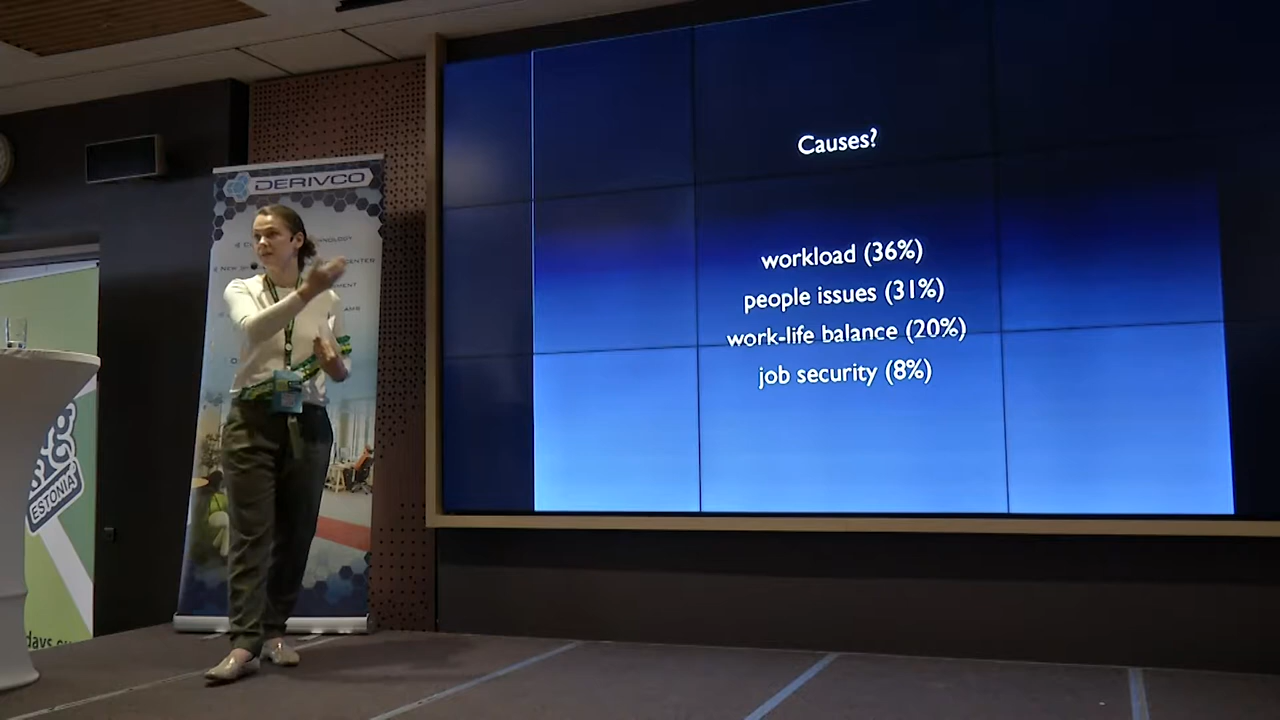 Causes?
workload (36%)
people issues (31%)
work-life balance (20%)
job security (8%)
DERIVCO
ESTONIA
days